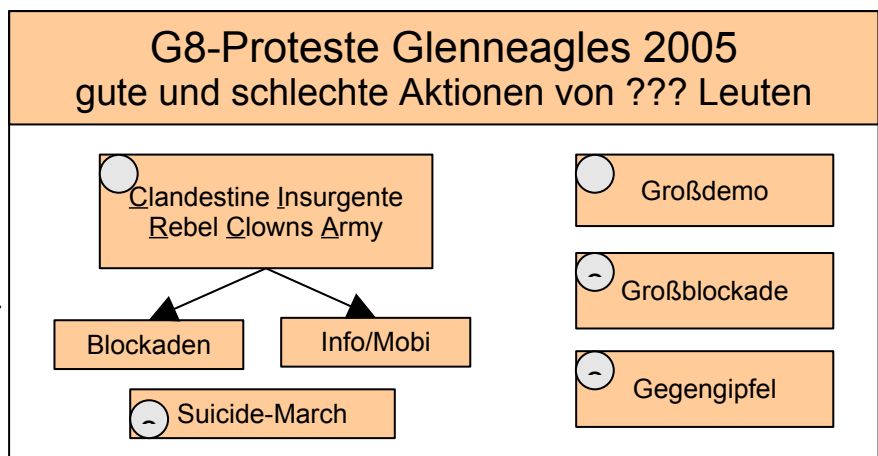 G8-Proteste Glenneagles 2005
gute und schlechte Aktionen von ??? Leuten
Clandestine Insurgente
Rebel Clowns Army
Blockaden
Info/Mobi
Suicide-March
Großdemo
Großblockade
Gegengipfel